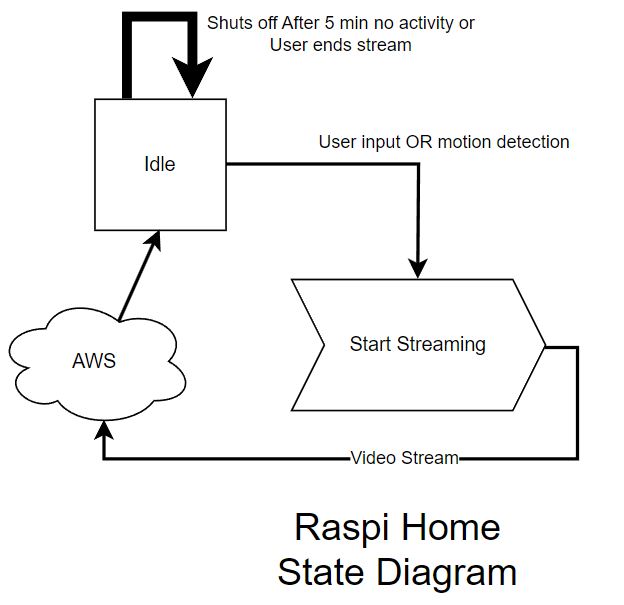 Shuts off After 5 min no activity or
User ends stream
User input OR motion detection
Idle
Start Streaming
AWS
Video Stream
Raspi Home
State Diagram